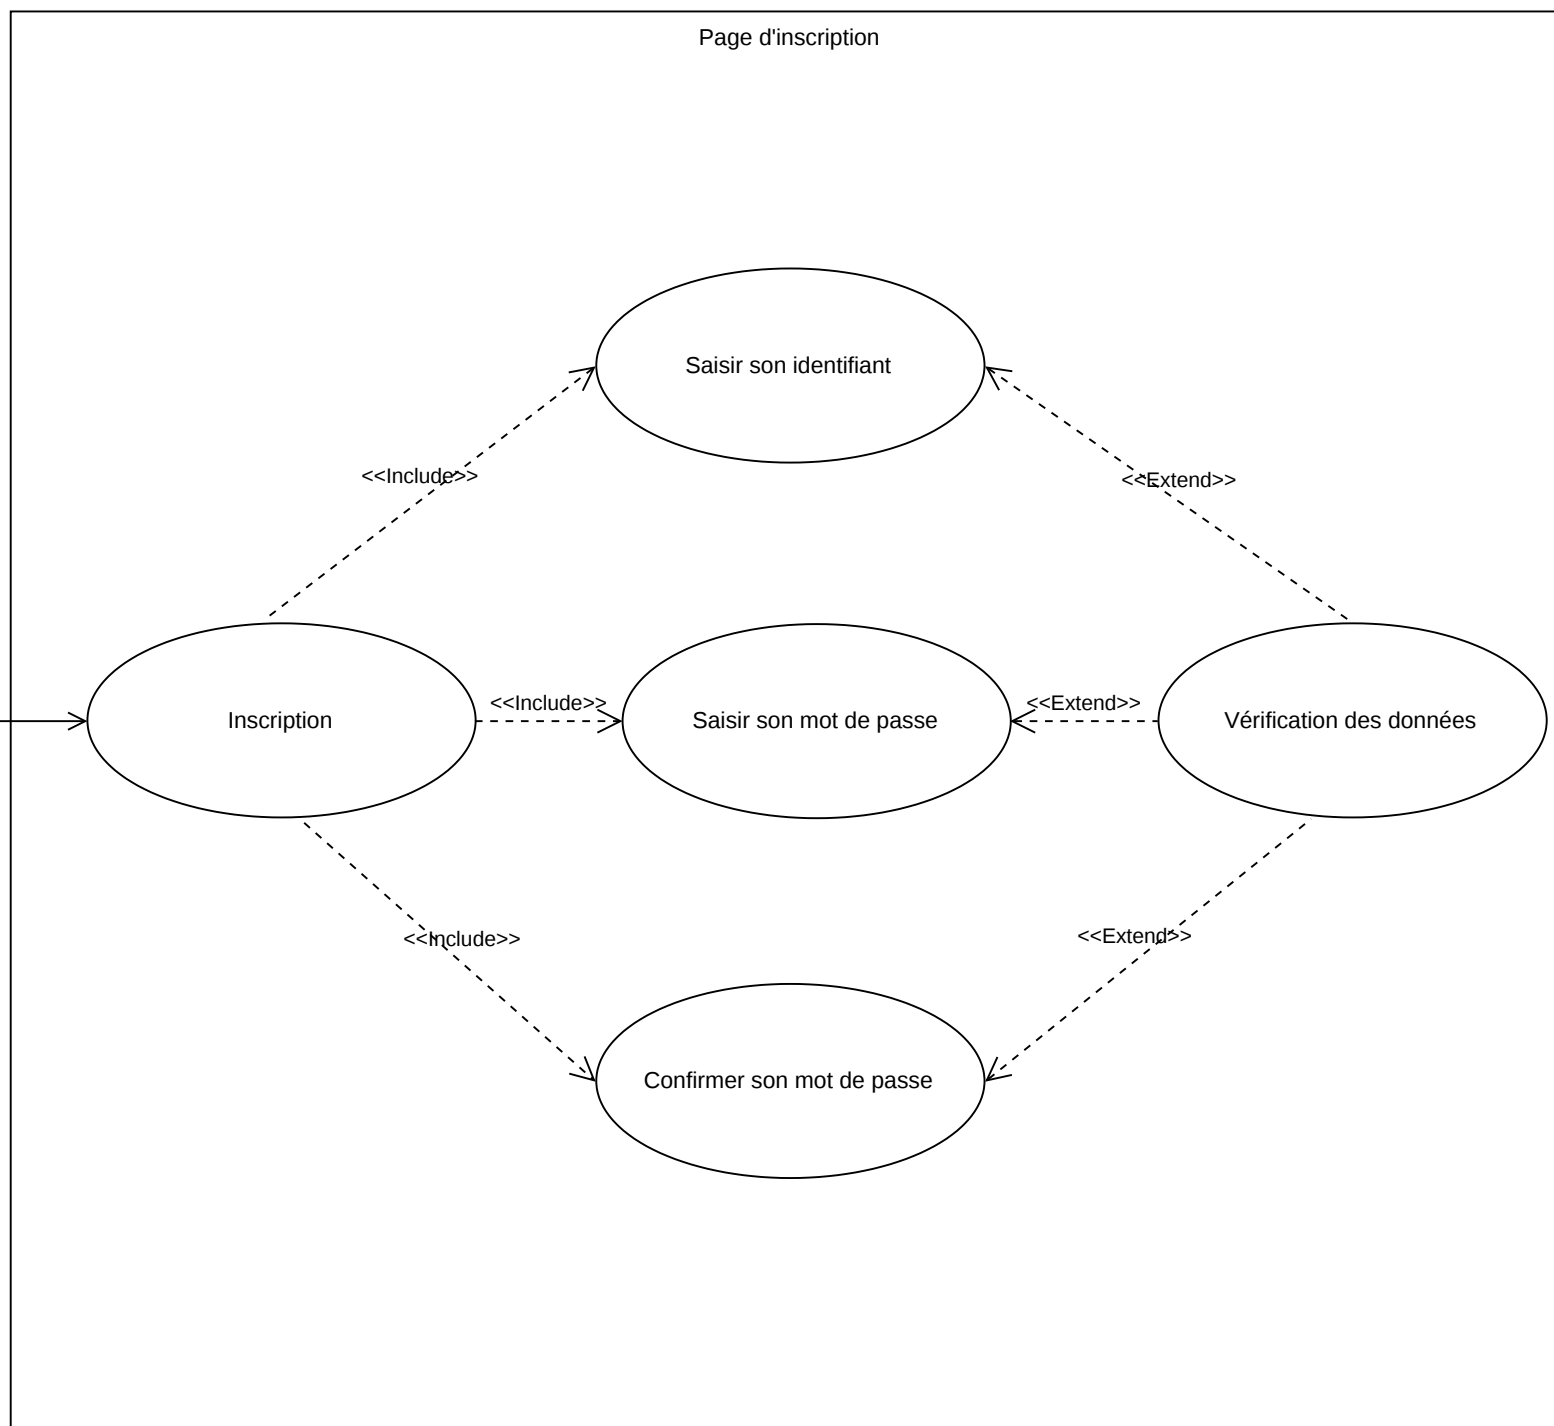 Page d'inscription
Saisir son identifiant
<<Include>>
<<Extend>>
Inscription
<<Include>>
Saisir son mot de passe
<<Extend>>
Vérification des données
<<Include>>
<<Extend>>
Confirmer son mot de passe